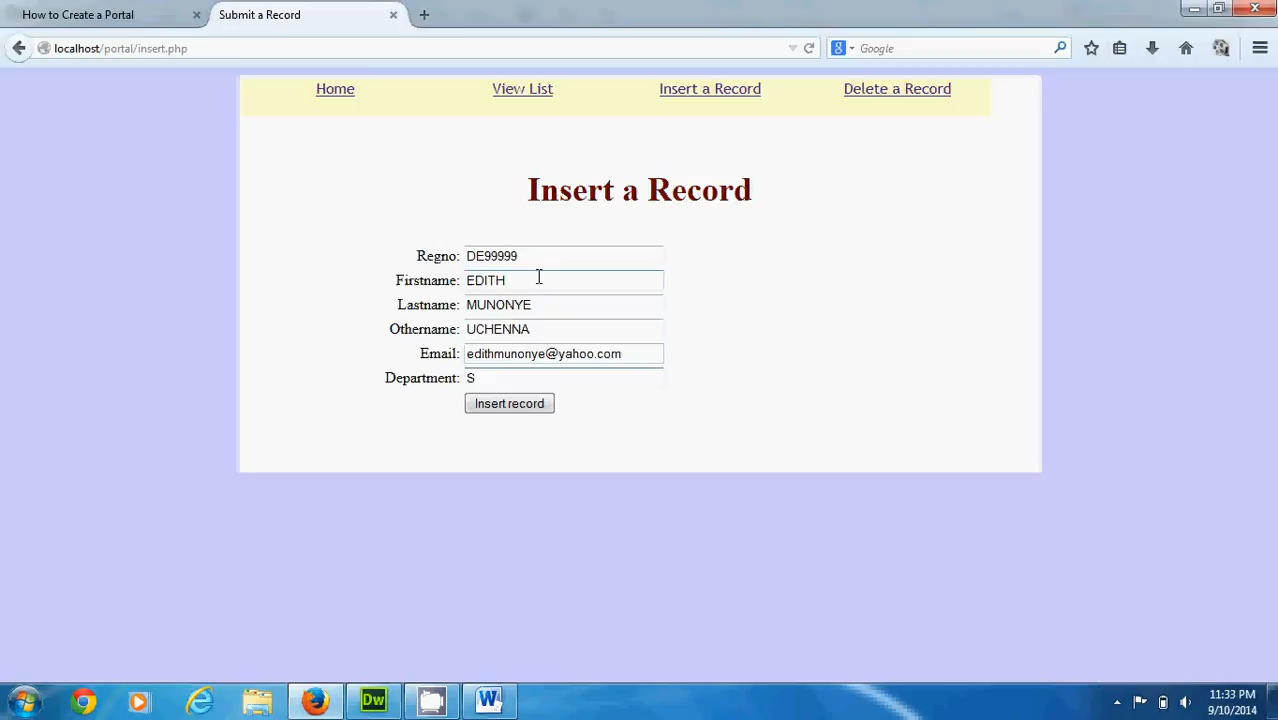 How to Create a Portal
Submit a Record
localhost/portal/insert.php
Google
Home View List Insert a Record Delete a Record
Insert a Record
Regno: DE99999
Firstname: EDITH
Lastname: MUNONYE
Othername: UCHENNA
Email: edithmunonye@yahoo.com
Department: S
Insert record
Dw
W
11:33 PM
9/10/2014